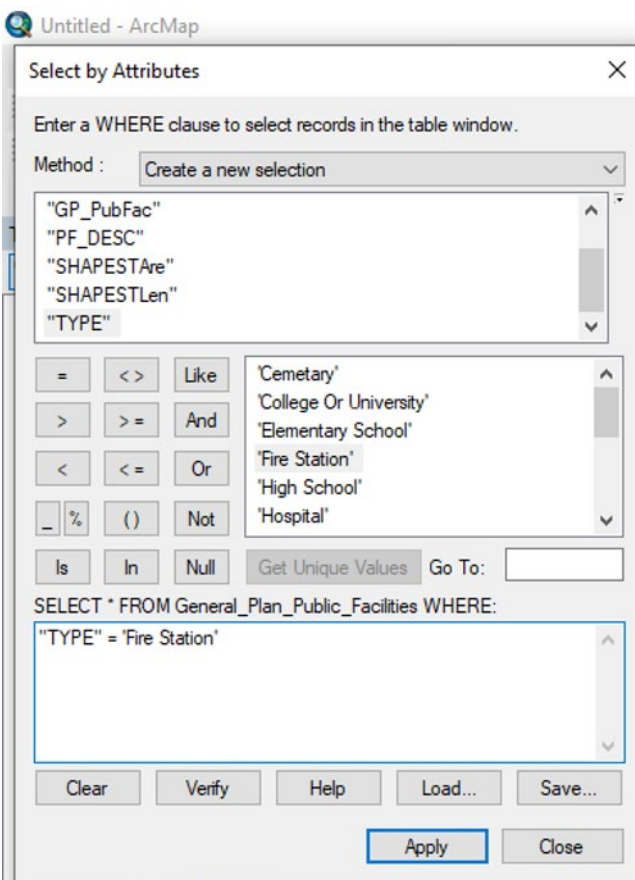 Untitled - ArcMap
Select by Attributes
Enter a WHERE clause to select records in the table window.
Method : Create a new selection
"GP_PubFac"
"PF_DESC"
"SHAPESTAre"
"SHAPESTLen"
"TYPE"
= < > Like
> > = And
< < = Or
_ % ( ) Not
Is In Null
'Cemetary'
'College Or University'
'Elementary School'
'Fire Station'
'High School'
'Hospital'
Get Unique Values Go To:
SELECT * FROM General_Plan_Public_Facilities WHERE:
"TYPE" = 'Fire Station'
Clear Verify Help Load... Save...
Apply Close